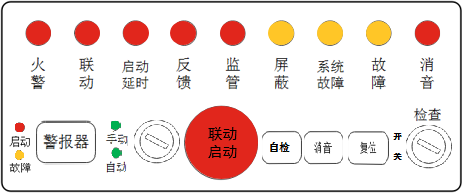 火警
联动
启动延时
反馈
监管
屏蔽
系统故障
故障
消音
启动
故障
警报器
手动
自动
联动
启动
自检
消音
复位
检查
开
关